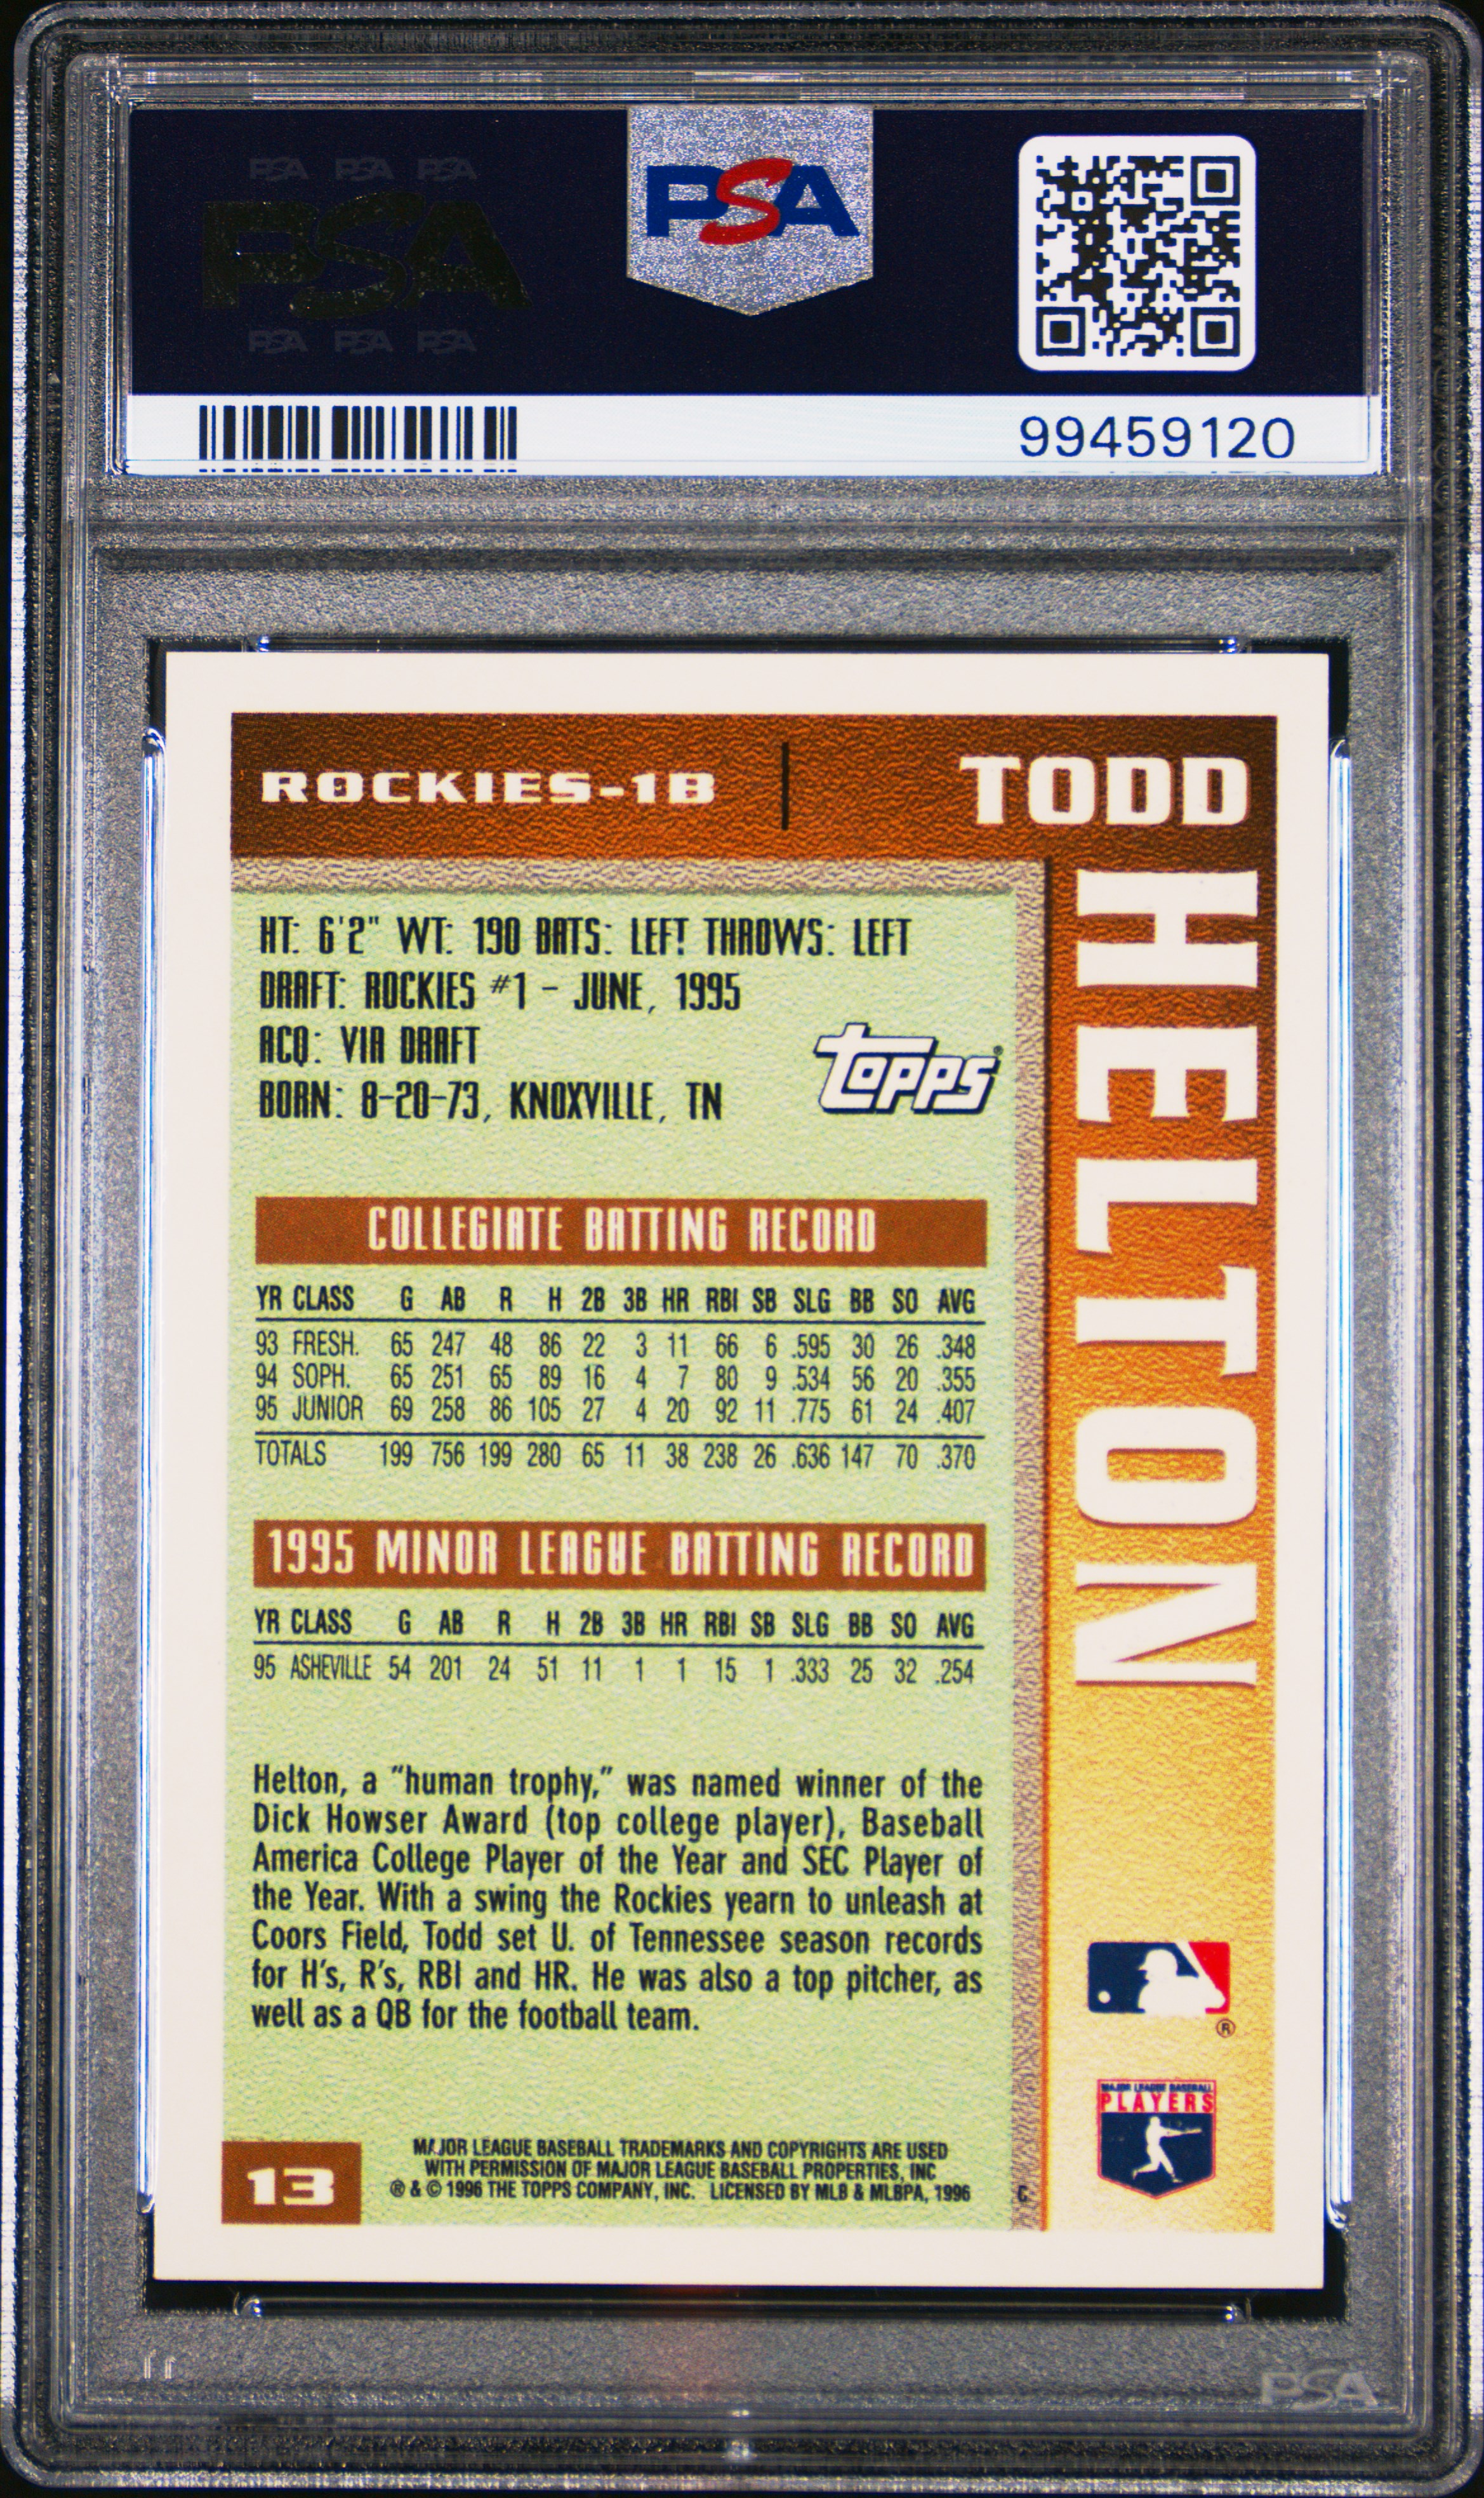 PSA PSA PSA
PSA
PSA PSA PSA
PSA
99459120
ROCKIES-1B
TODD
HELTON
HT: 6'2" WT: 190 BATS: LEFT THROWS: LEFT
DRAFT: ROCKIES #1 - JUNE, 1995
ACQ: VIA DRAFT
BORN: 8-20-73, KNOXVILLE, TN
topps®
COLLEGIATE BATTING RECORD
YR CLASS G AB R H 2B 3B HR RBI SB SLG BB SO AVG
93 FRESH. 65 247 48 86 22 3 11 66 6 .595 30 26 .348
94 SOPH. 65 251 65 89 16 4 7 80 9 .534 56 20 .355
95 JUNIOR 69 258 86 105 27 4 20 92 11 .775 61 24 .407
TOTALS 199 756 199 280 65 11 38 238 26 .636 147 70 .370
1995 MINOR LEAGUE BATTING RECORD
YR CLASS G AB R H 2B 3B HR RBI SB SLG BB SO AVG
95 ASHEVILLE 54 201 24 51 11 1 1 15 1 .333 25 32 .254
Helton, a “human trophy,” was named winner of the
Dick Howser Award (top college player), Baseball
America College Player of the Year and SEC Player of
the Year. With a swing the Rockies yearn to unleash at
Coors Field, Todd set U. of Tennessee season records
for H’s, R’s, RBI and HR. He was also a top pitcher, as
well as a QB for the football team.
®
MAJOR LEAGUE BASEBALL
PLAYERS
13
MAJOR LEAGUE BASEBALL TRADEMARKS AND COPYRIGHTS ARE USED
WITH PERMISSION OF MAJOR LEAGUE BASEBALL PROPERTIES, INC
® & © 1996 THE TOPPS COMPANY, INC. LICENSED BY MLB & MLBPA, 1996
C
PSA